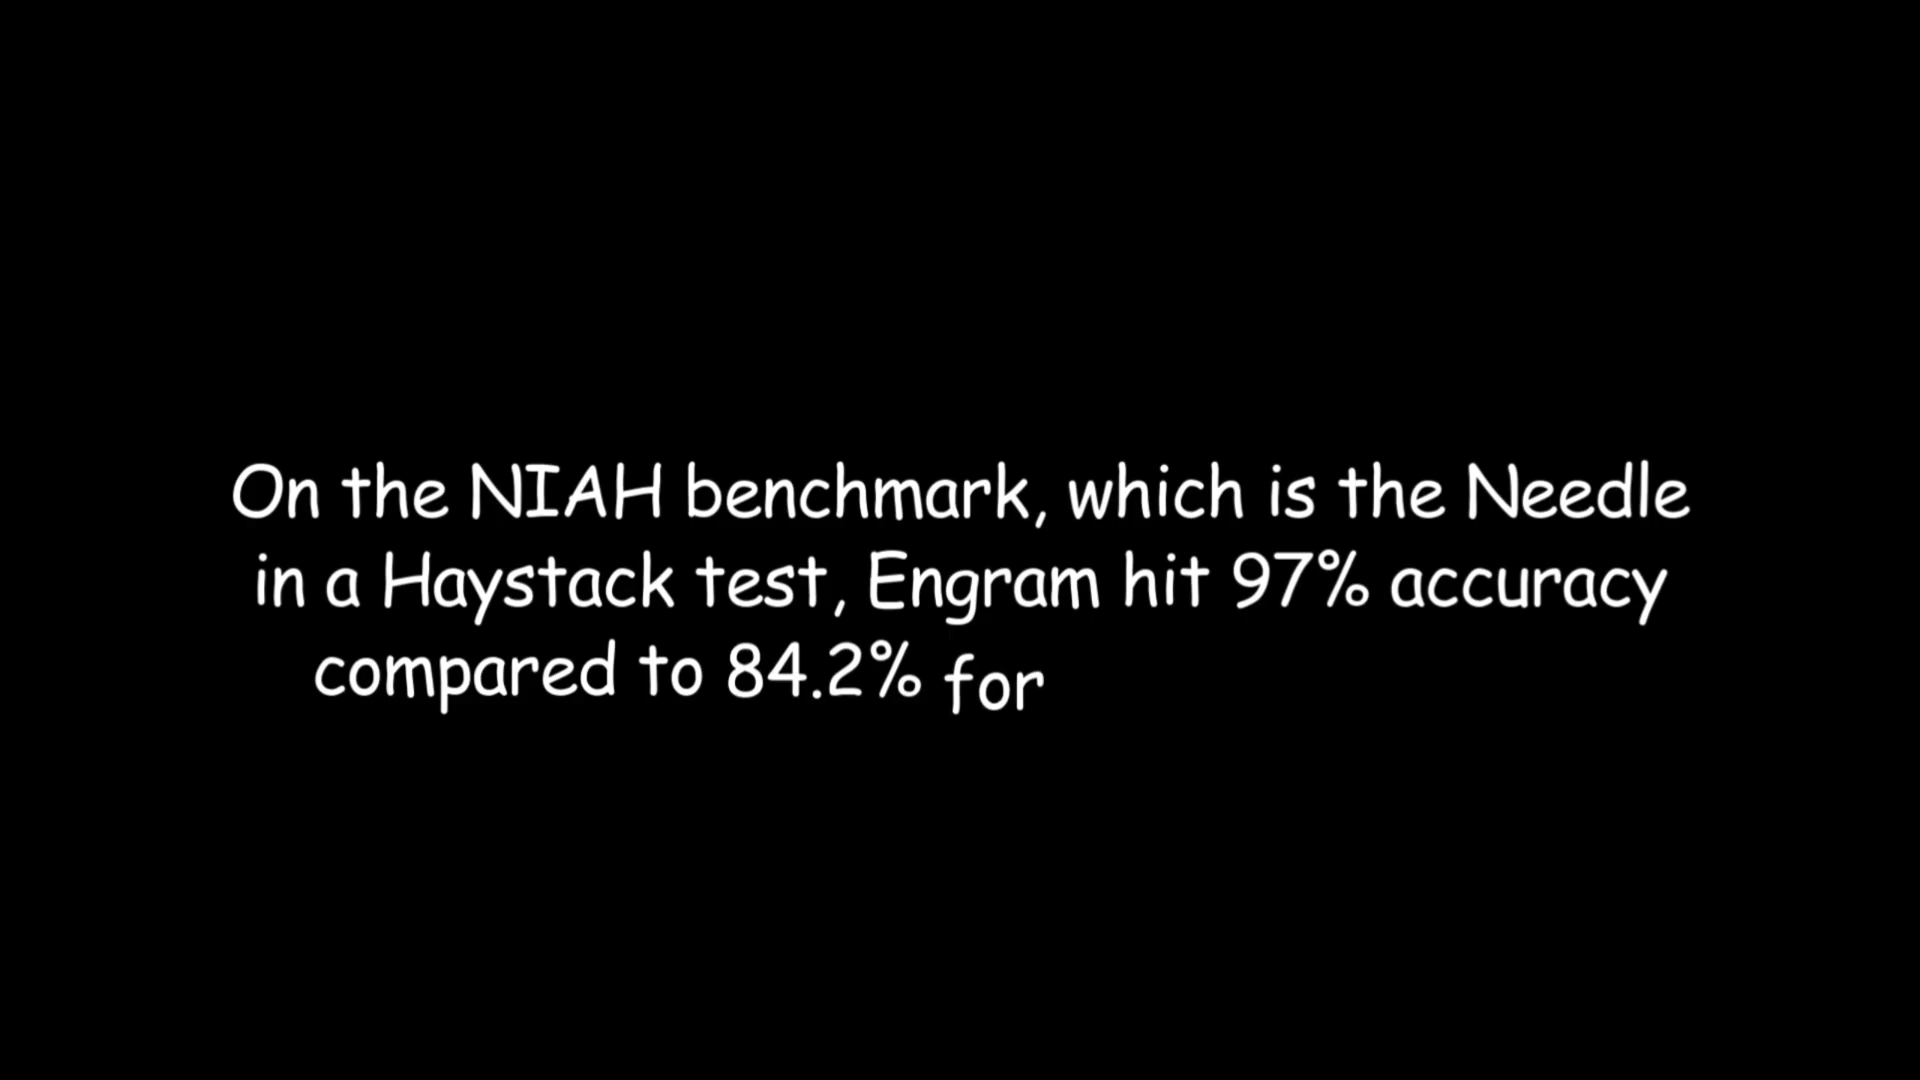 On the NIAH benchmark, which is the Needle
in a Haystack test, Engram hit 97% accuracy
compared to 84.2% for